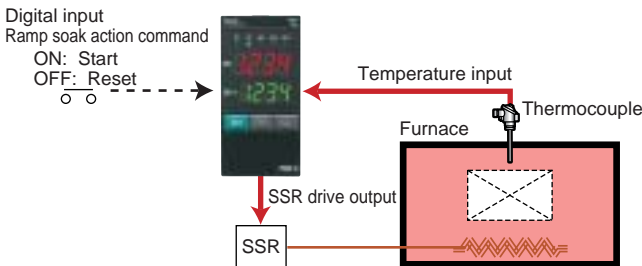 Digital input
Ramp soak action command
ON: Start
OFF: Reset
1234
1234
Temperature input
Thermocouple
Furnace
SSR drive output
SSR